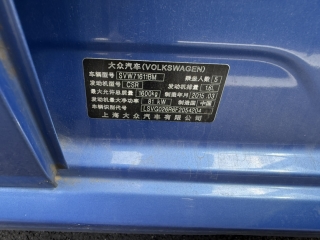 大众汽车(VOLKSWAGEN)
车辆型号 SVW71611BM 乘坐人数 5
发动机型号 CSR 发动机排量 1.6L
最大允许总质量 1600kg 制造年月 2015.03
发动机最大净功率 81 kW 制造国 中国
车辆识别代号
上海大众汽车有限公司